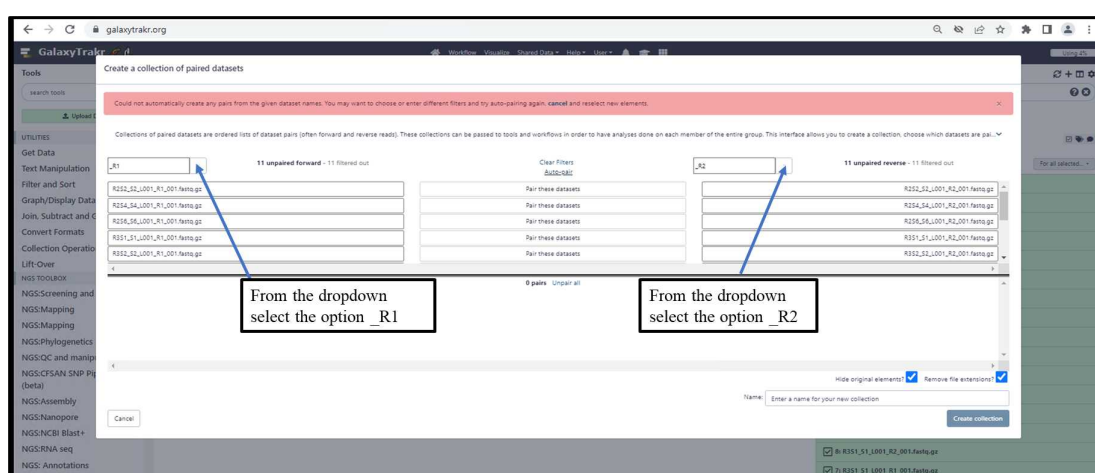 galaxytrakr.org
GalaxyTrakr
Workflow Visualize Shared Data Help User
Using 4%
Tools
Create a collection of paired datasets
search tools
Could not automatically create any pairs from the given dataset names. You may want to choose or enter different filters and try auto-pairing again. cancel and reselect new elements.
Upload D
Collections of paired datasets are ordered lists of dataset pairs (often forward and reverse reads). These collections can be passed to tools and workflows in order to have analyses done on each member of the entire group. This interface allows you to create a collection, choose which datasets are pai...
UTILITIES
Get Data
Text Manipulation
Filter and Sort
Graph/Display Data
Join, Subtract and G
Convert Formats
Collection Operatio
Lift-Over
NGS TOOLBOX
NGS:Screening and
NGS:Mapping
NGS:Mapping
NGS:Phylogenetics
NGS:QC and manip
NGS:CFSAN SNP Pip
(beta)
NGS:Assembly
NGS:Nanopore
NGS:NCBI Blast+
NGS:RNA seq
NGS: Annotations
_R1
11 unpaired forward - 11 filtered out
Clear Filters
Auto-pair
_R2
11 unpaired reverse - 11 filtered out
For all selected...
R2S2_S2_L001_R1_001.fastq.gz Pair these datasets R2S2_S2_L001_R2_001.fastq.gz
R2S4_S4_L001_R1_001.fastq.gz Pair these datasets R2S4_S4_L001_R2_001.fastq.gz
R2S6_S6_L001_R1_001.fastq.gz Pair these datasets R2S6_S6_L001_R2_001.fastq.gz
R3S1_S1_L001_R1_001.fastq.gz Pair these datasets R3S1_S1_L001_R2_001.fastq.gz
R3S2_S2_L001_R1_001.fastq.gz Pair these datasets R3S2_S2_L001_R2_001.fastq.gz
0 pairs Unpair all
From the dropdown
select the option _R1
From the dropdown
select the option _R2
Hide original elements? Remove file extensions?
Name: Enter a name for your new collection
Cancel
Create collection
8: R3S1_S1_L001_R2_001.fastq.gz
7: R3S1_S1_L001_R1_001.fastq.gz